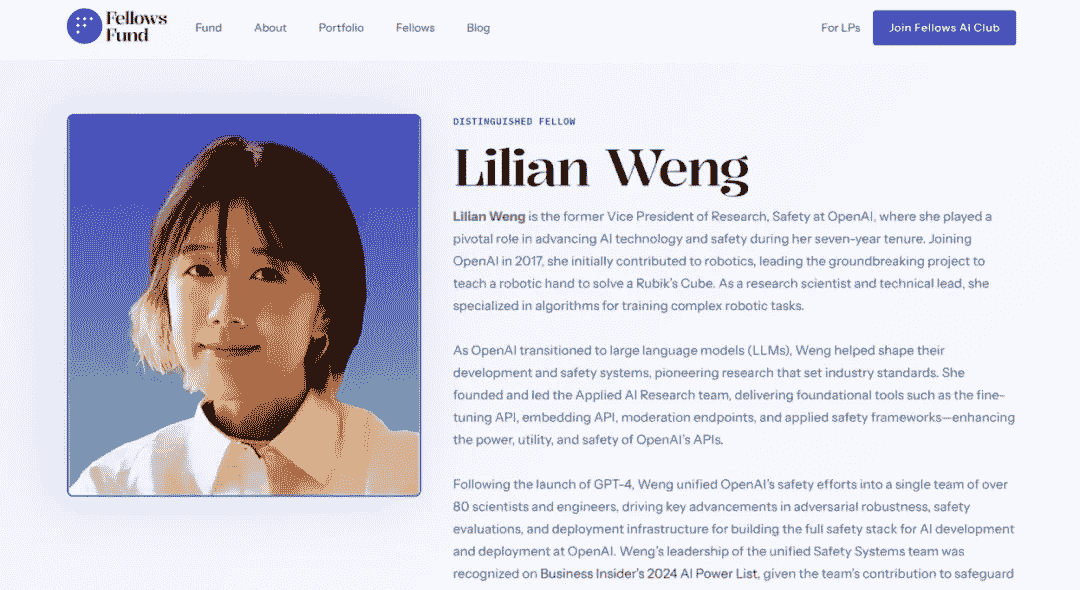 Fellows
Fund
Fund
About
Portfolio
Fellows
Blog
For LPs
Join Fellows AI Club
DISTINGUISHED FELLOW
Lilian Weng
Lilian Weng is the former Vice President of Research, Safety at OpenAI, where she played a
pivotal role in advancing AI technology and safety during her seven-year tenure. Joining
OpenAI in 2017, she initially contributed to robotics, leading the groundbreaking project to
teach a robotic hand to solve a Rubik's Cube. As a research scientist and technical lead, she
specialized in algorithms for training complex robotic tasks.
As OpenAI transitioned to large language models (LLMs), Weng helped shape their
development and safety systems, pioneering research that set industry standards. She
founded and led the Applied AI Research team, delivering foundational tools such as the fine-
tuning API, embedding API, moderation endpoints, and applied safety frameworks—enhancing
the power, utility, and safety of OpenAI's APIs.
Following the launch of GPT-4, Weng unified OpenAI's safety efforts into a single team of over
80 scientists and engineers, driving key advancements in adversarial robustness, safety
evaluations, and deployment infrastructure for building the full safety stack for AI development
and deployment at OpenAI. Weng's leadership of the unified Safety Systems team was
recognized on Business Insider's 2024 AI Power List, given the team's contribution to safeguard